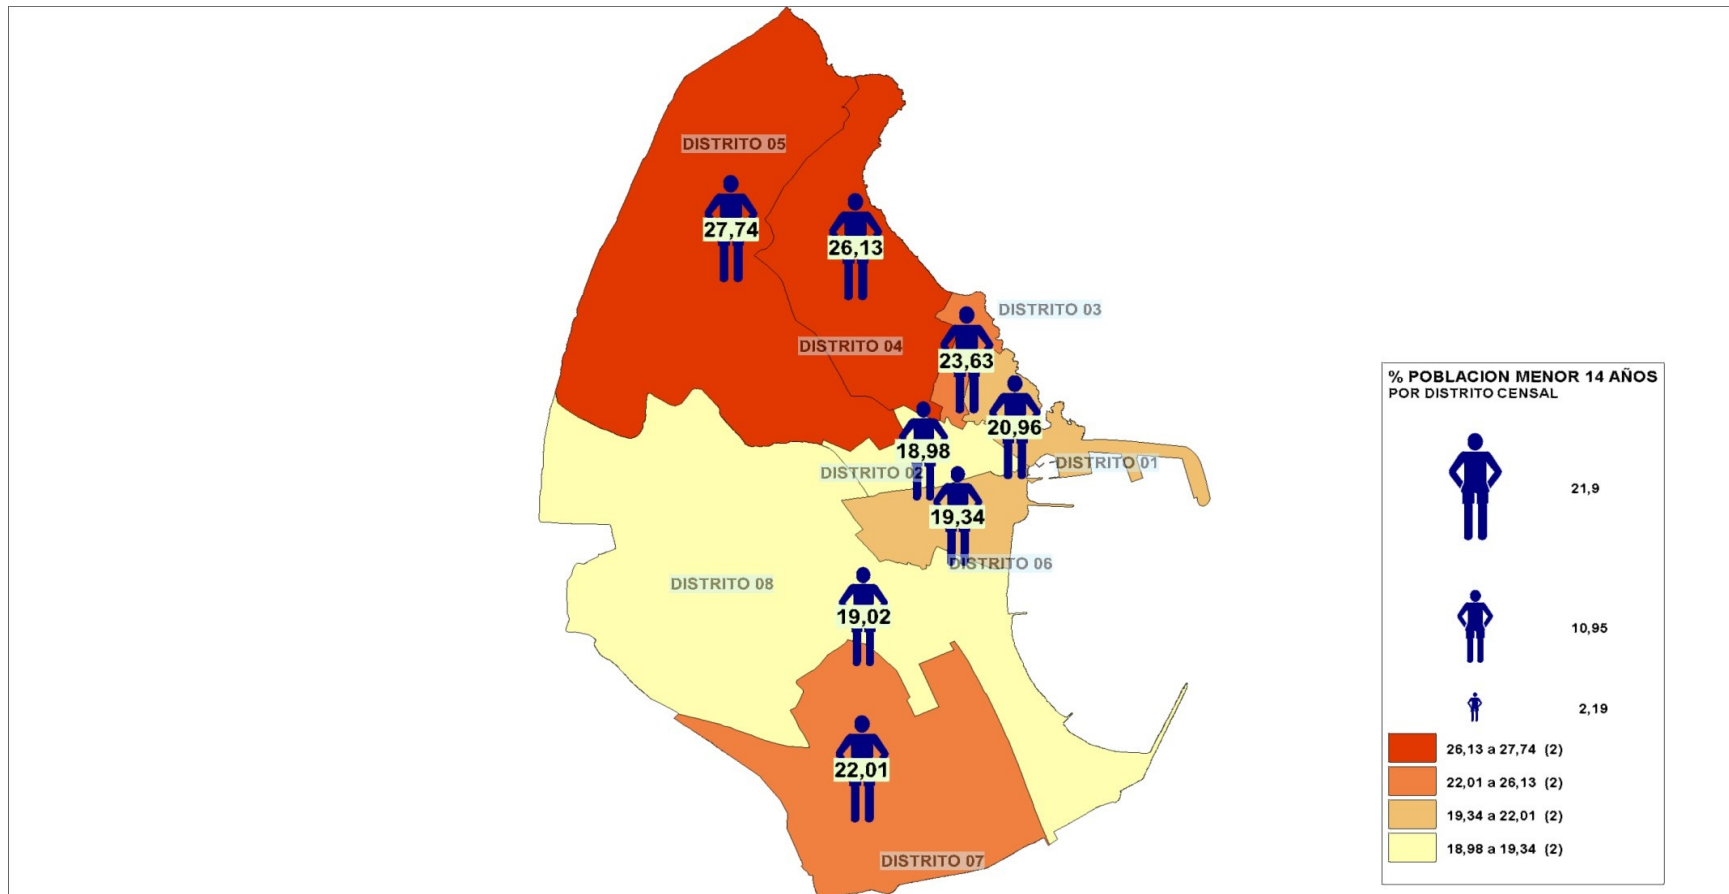 DISTRITO 05
27,74
26,13
DISTRITO 03
DISTRITO 04
23,63
20,96
18,98
DISTRITO 01
DISTRITO 02
19,34
DISTRITO 06
DISTRITO 08
19,02
22,01
DISTRITO 07
% POBLACION MENOR 14 AÑOS
POR DISTRITO CENSAL
21,9
10,95
2,19
26,13 a 27,74 (2)
22,01 a 26,13 (2)
19,34 a 22,01 (2)
18,98 a 19,34 (2)